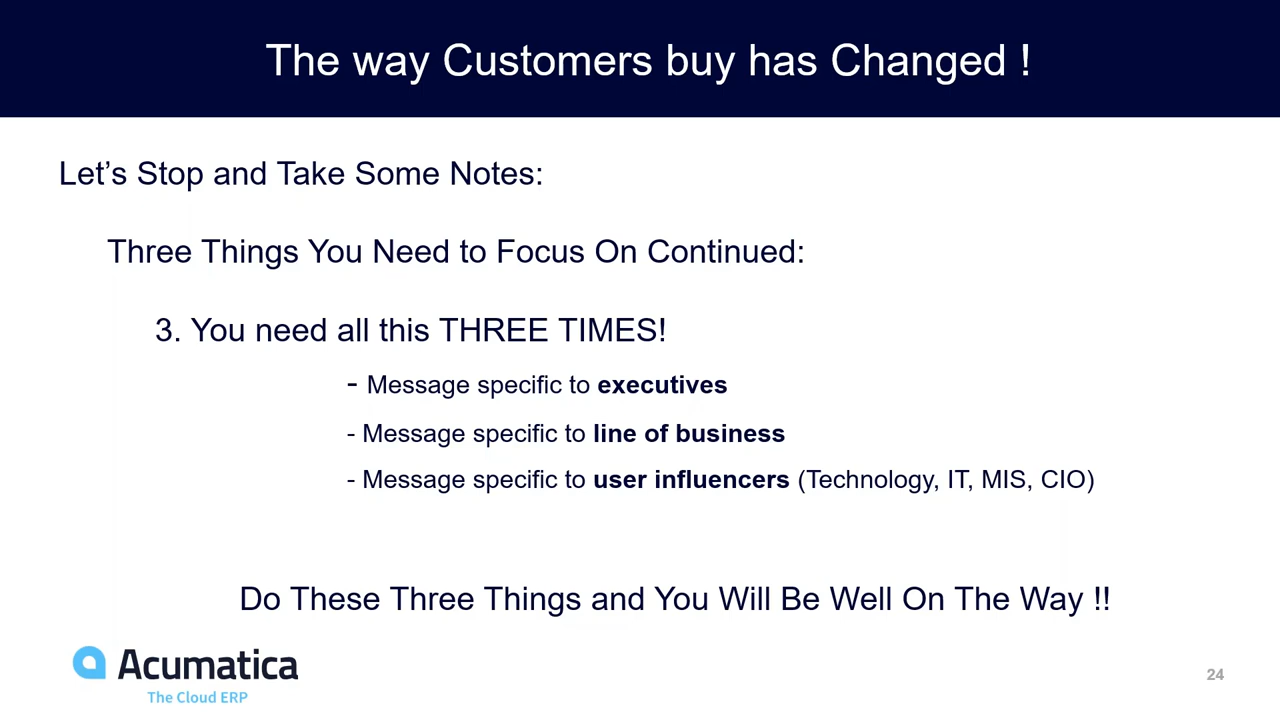 The way Customers buy has Changed !
Let’s Stop and Take Some Notes:
Three Things You Need to Focus On Continued:
3. You need all this THREE TIMES!
- Message specific to executives
- Message specific to line of business
- Message specific to user influencers (Technology, IT, MIS, CIO)
Do These Three Things and You Will Be Well On The Way !!
Acumatica
The Cloud ERP
24